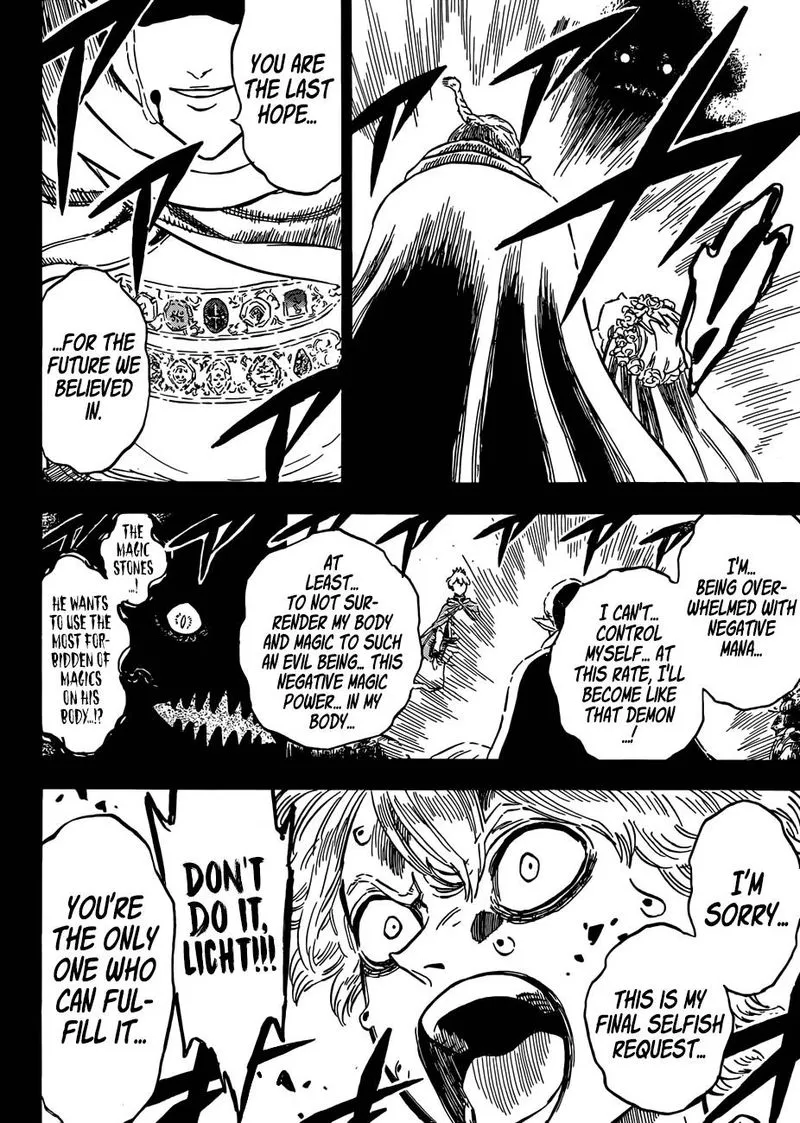 YOU ARE
THE LAST
HOPE...
...FOR THE
FUTURE WE
BELIEVED
IN.
I'M...
BEING OVER-
WHELMED WITH
NEGATIVE
MANA...
I CAN'T...
CONTROL
MYSELF... AT
THIS RATE, I'LL
BECOME LIKE
THAT DEMON
...!
AT
LEAST...
TO NOT SUR-
RENDER MY BODY
AND MAGIC TO SUCH
AN EVIL BEING... THIS
NEGATIVE MAGIC
POWER... IN MY
BODY...
THE
MAGIC
STONES
...!
HE WANTS
TO USE THE
MOST FOR-
BIDDEN OF
MAGICS
ON HIS
BODY...!?
I'M
SORRY...
THIS IS MY
FINAL SELFISH
REQUEST...
DON'T
DO IT,
LICHT!!!
YOU'RE
THE ONLY
ONE WHO
CAN FUL-
FILL IT...